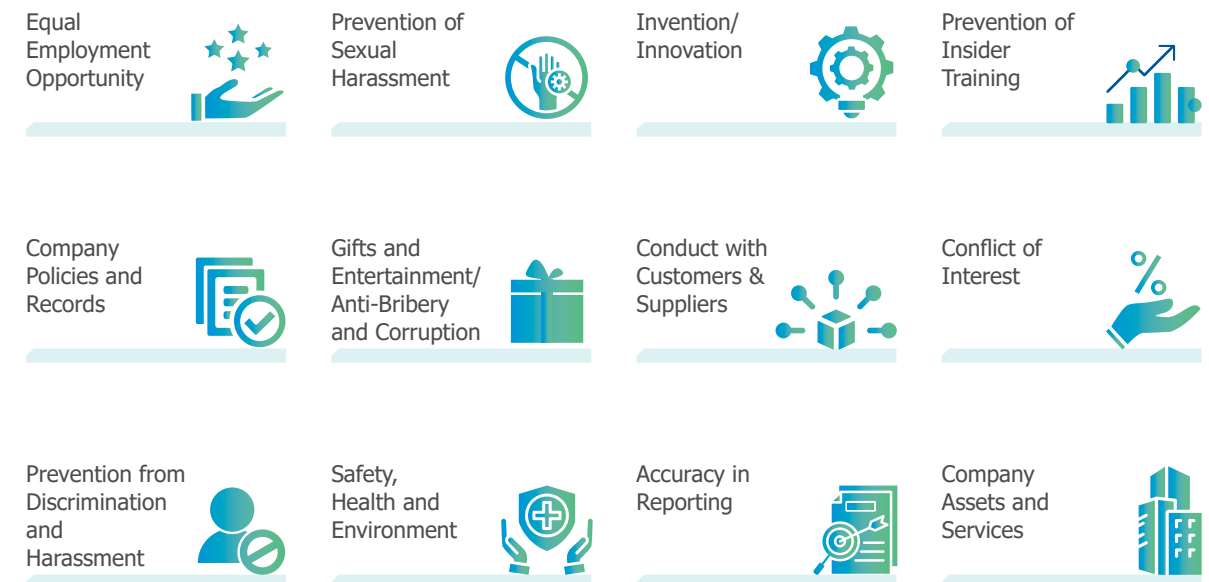 Equal
Employment
Opportunity
Prevention of
Sexual
Harassment
Invention/
Innovation
Prevention of
Insider
Training
Company
Policies and
Records
Gifts and
Entertainment/
Anti-Bribery
and Corruption
Conduct with
Customers &
Suppliers
Conflict of
Interest
Prevention from
Discrimination
and
Harassment
Safety,
Health and
Environment
Accuracy in
Reporting
Company
Assets and
Services